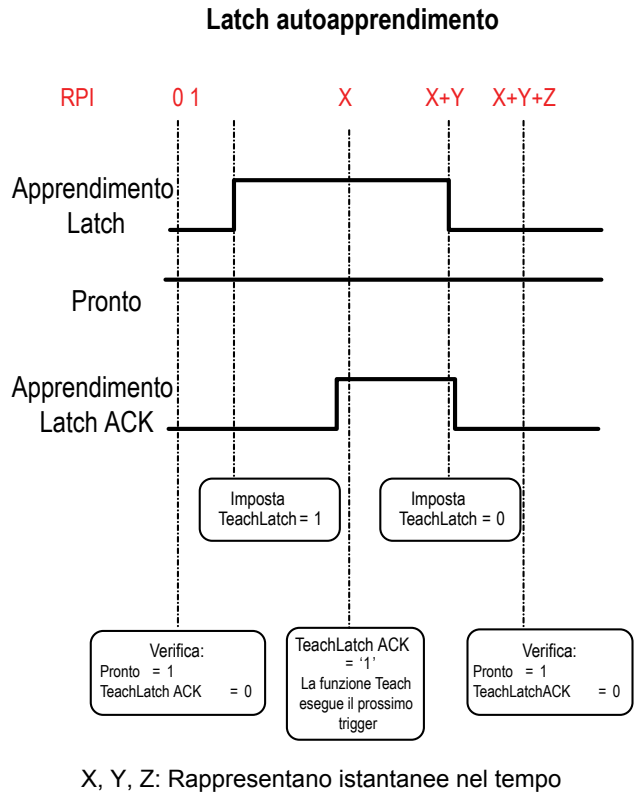 Latch autoapprendimento
RPI 0 1 X X+Y X+Y+Z
Apprendimento
Latch
Pronto
Apprendimento
Latch ACK
Imposta
TeachLatch = 1
Imposta
TeachLatch = 0
Verifica:
Pronto = 1
TeachLatch ACK = 0
TeachLatch ACK
= ‘1’
La funzione Teach
esegue il prossimo
trigger
Verifica:
Pronto = 1
TeachLatchACK = 0
X, Y, Z: Rappresentano istantanee nel tempo